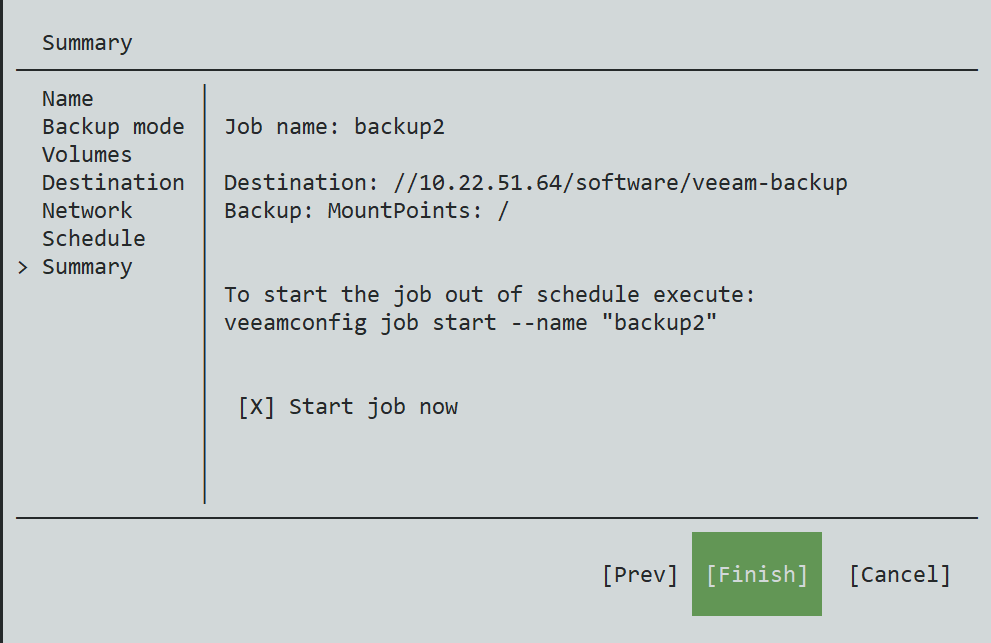 Summary
Name
Backup mode
Volumes
Destination
Network
Schedule
> Summary
Job name: backup2
Destination: //10.22.51.64/software/veeam-backup
Backup: MountPoints: /
To start the job out of schedule execute:
veeamconfig job start --name "backup2"
[X] Start job now
[Prev] [Finish] [Cancel]